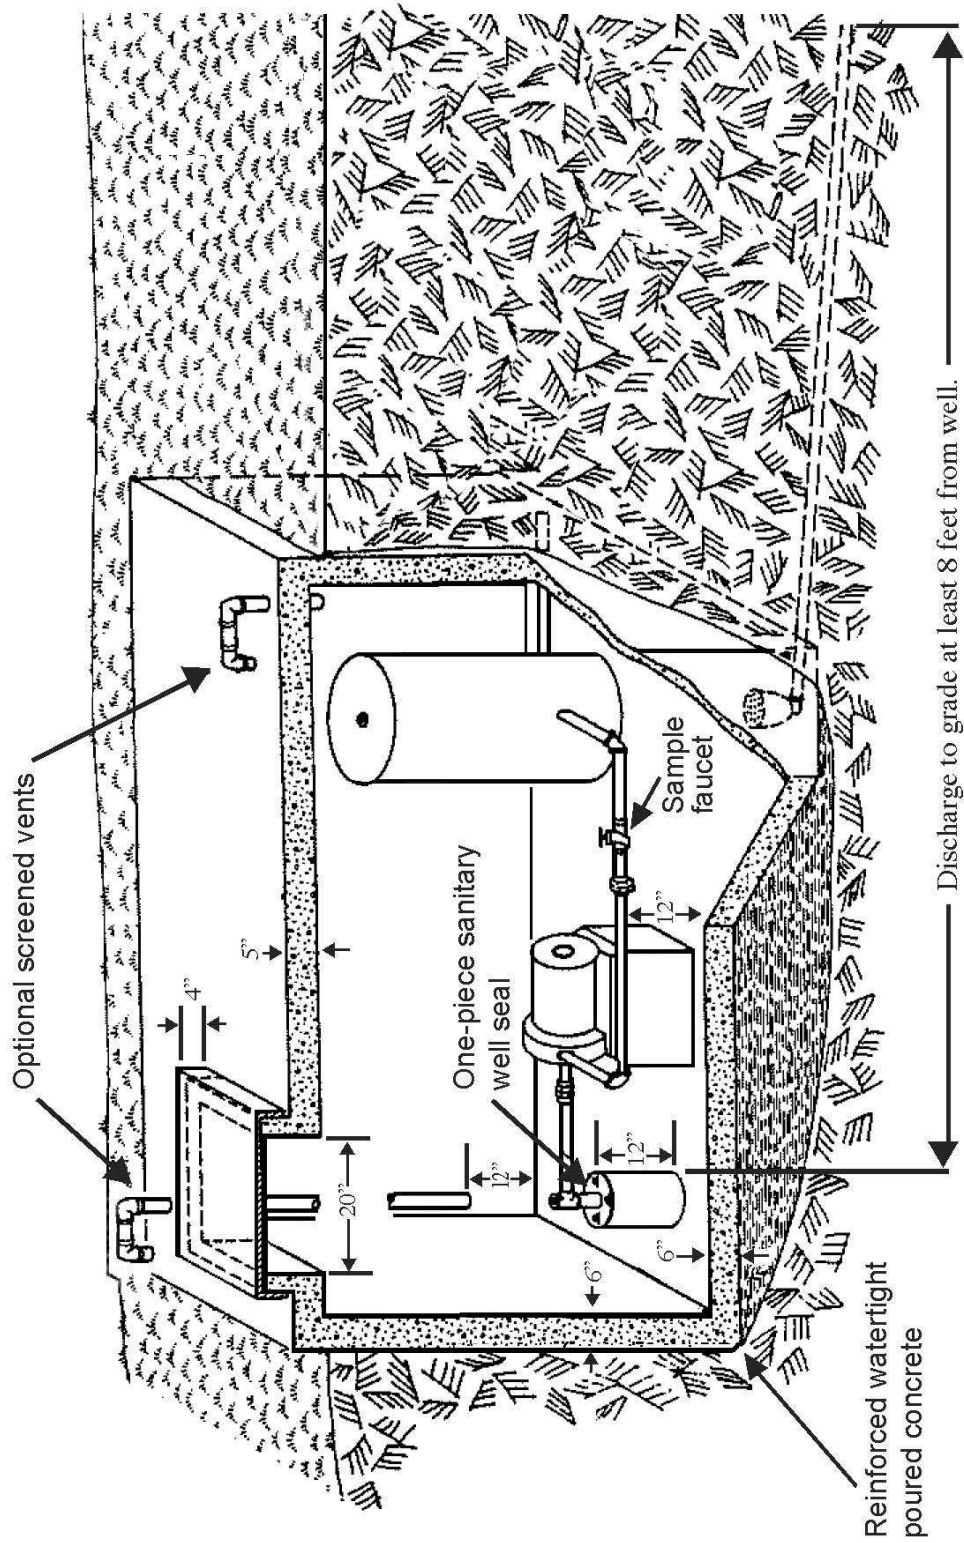 Optional screened vents
4”
5”
20”
12”
One-piece sanitary
well seal
12”
12”
Sample
faucet
6”
6”
Reinforced watertight
poured concrete
Discharge to grade at least 8 feet from well.